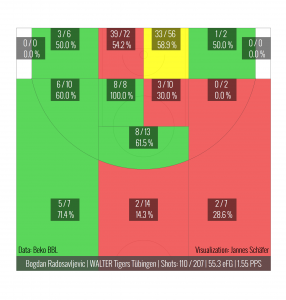 3 / 6
50.0 %
39 / 72
54.2 %
33 / 56
58.9 %
1 / 2
50.0 %
0 / 0
0.0 %
0 / 0
0.0 %
6 / 10
60.0 %
8 / 8
100.0 %
3 / 10
30.0 %
0 / 2
0.0 %
8 / 13
61.5 %
5 / 7
71.4 %
2 / 14
14.3 %
2 / 7
28.6 %
Data: Beko BBL
Visualization: Jannes Schäfer
Bogdan Radosavljevic | WALTER Tigers Tübingen | Shots: 110 / 207 | 55.3 eFG | 1.55 PPS